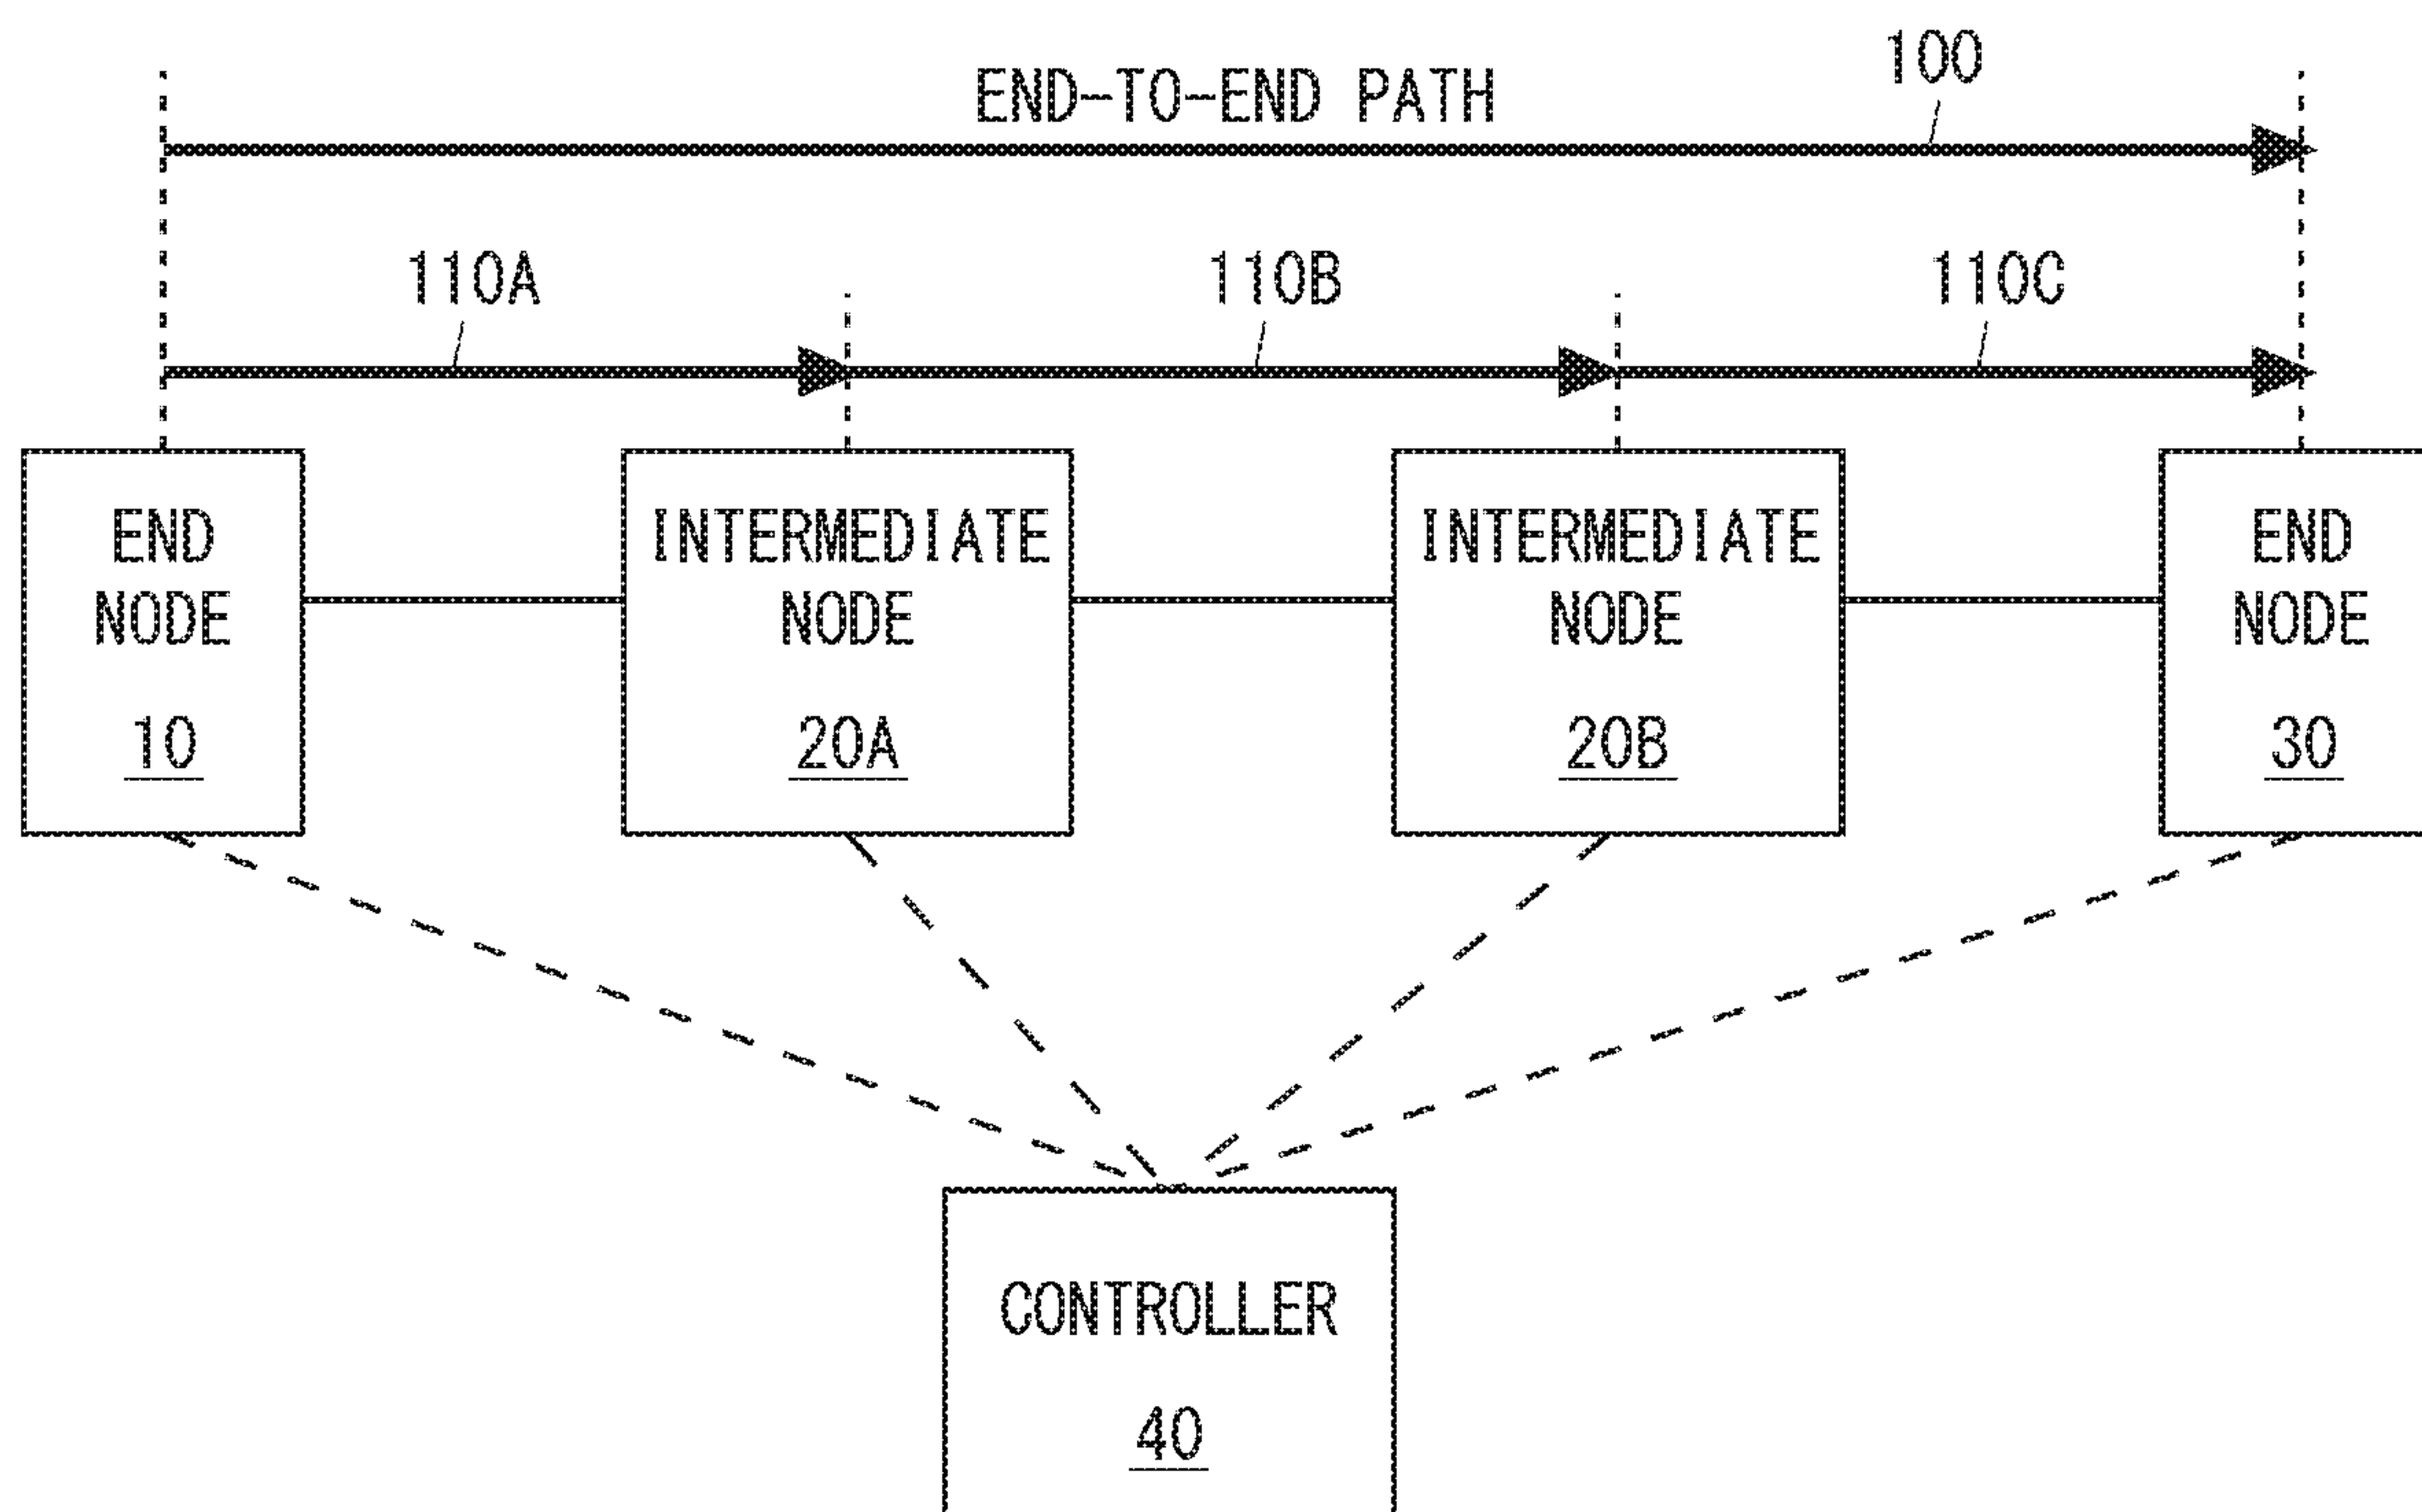 100
END-TO-END PATH
110A
110B
110C
END
NODE
10
INTERMEDIATE
NODE
20A
INTERMEDIATE
NODE
20B
END
NODE
30
CONTROLLER
40